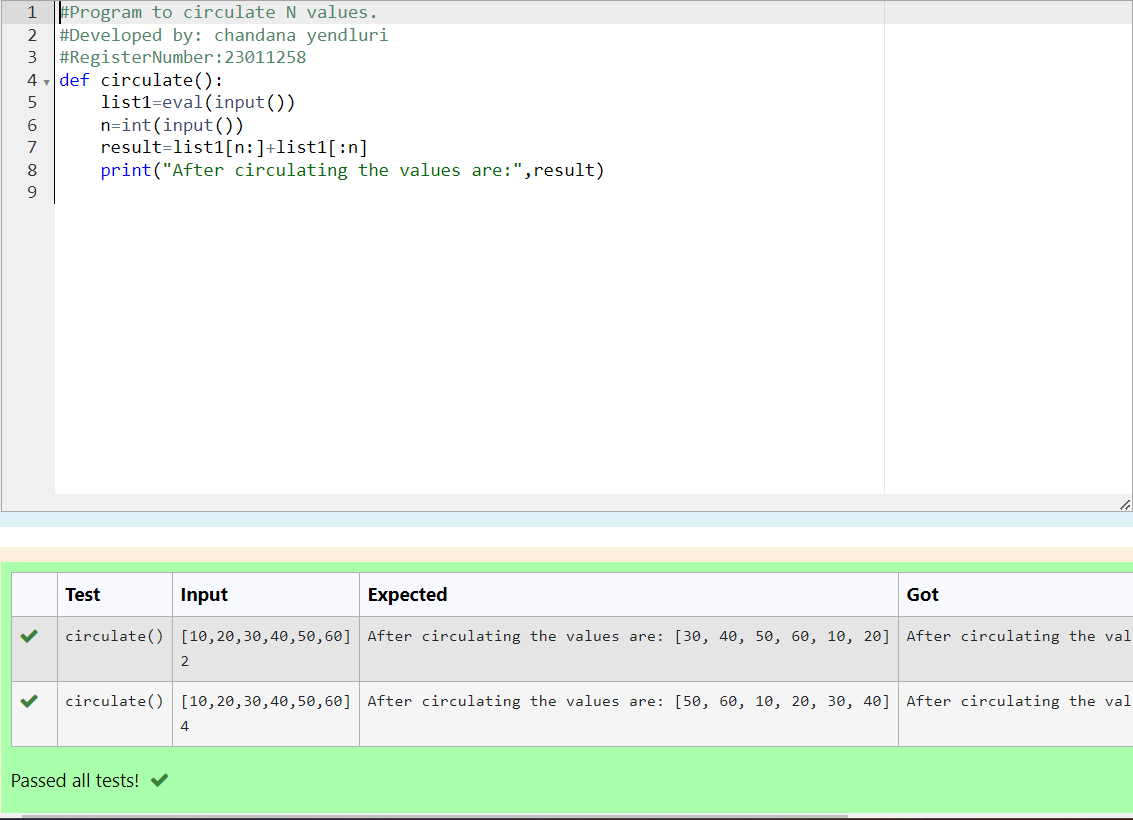 1 #Program to circulate N values.
2 #Developed by: chandana yendluri
3 #RegisterNumber:23011258
4 def circulate():
5 list1=eval(input())
6 n=int(input())
7 result=list1[n:]+list1[:n]
8 print("After circulating the values are:",result)
9
Test Input Expected Got
circulate() [10,20,30,40,50,60] After circulating the values are: [30, 40, 50, 60, 10, 20] After circulating the val
2
circulate() [10,20,30,40,50,60] After circulating the values are: [50, 60, 10, 20, 30, 40] After circulating the val
4
Passed all tests!